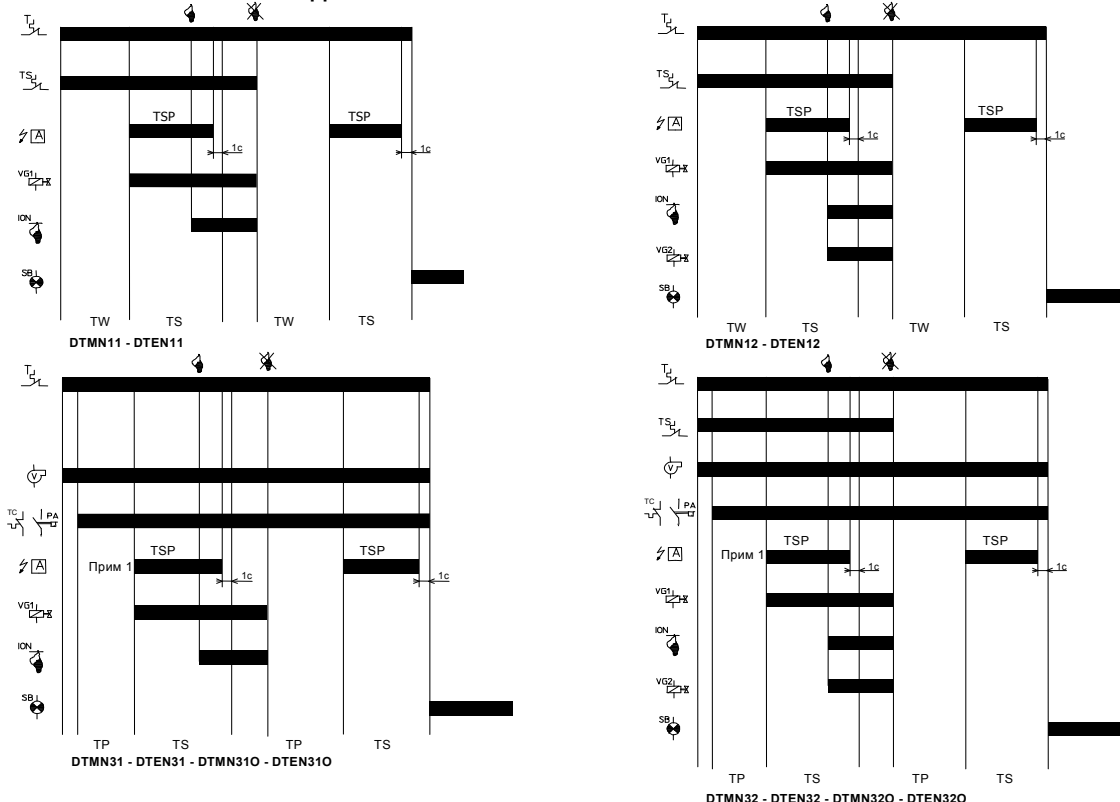 T
TS
TSP TSP
A
1c 1c
VG1
ION
SB
TW TS TW TS
DTMN11 - DTEN11
T
TS
TSP TSP
A
1c 1c
VG1
ION
VG2
SB
TW TS TW TS
DTMN12 - DTEN12
T
V
TC PA
TSP TSP
A
Прим 1
1c 1c
VG1
ION
SB
TP TS TP TS
DTMN31 - DTEN31 - DTMN31O - DTEN31O
T
TS
V
TC PA
TSP TSP
A
Прим 1
1c 1c
VG1
ION
VG2
SB
TP TS TP TS
DTMN32 - DTEN32 - DTMN32O - DTEN32O